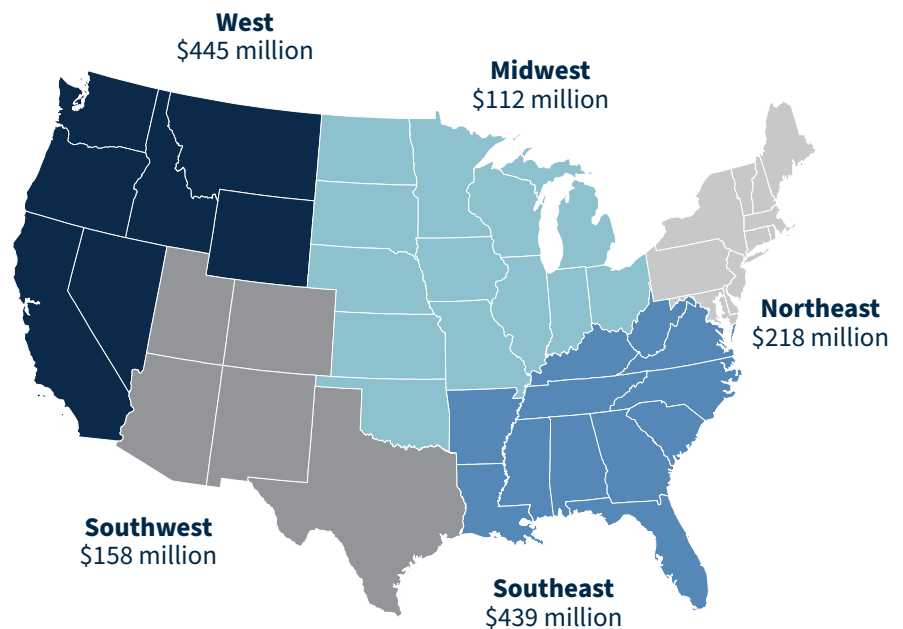 West
$445 million
Midwest
$112 million
Northeast
$218 million
Southwest
$158 million
Southeast
$439 million